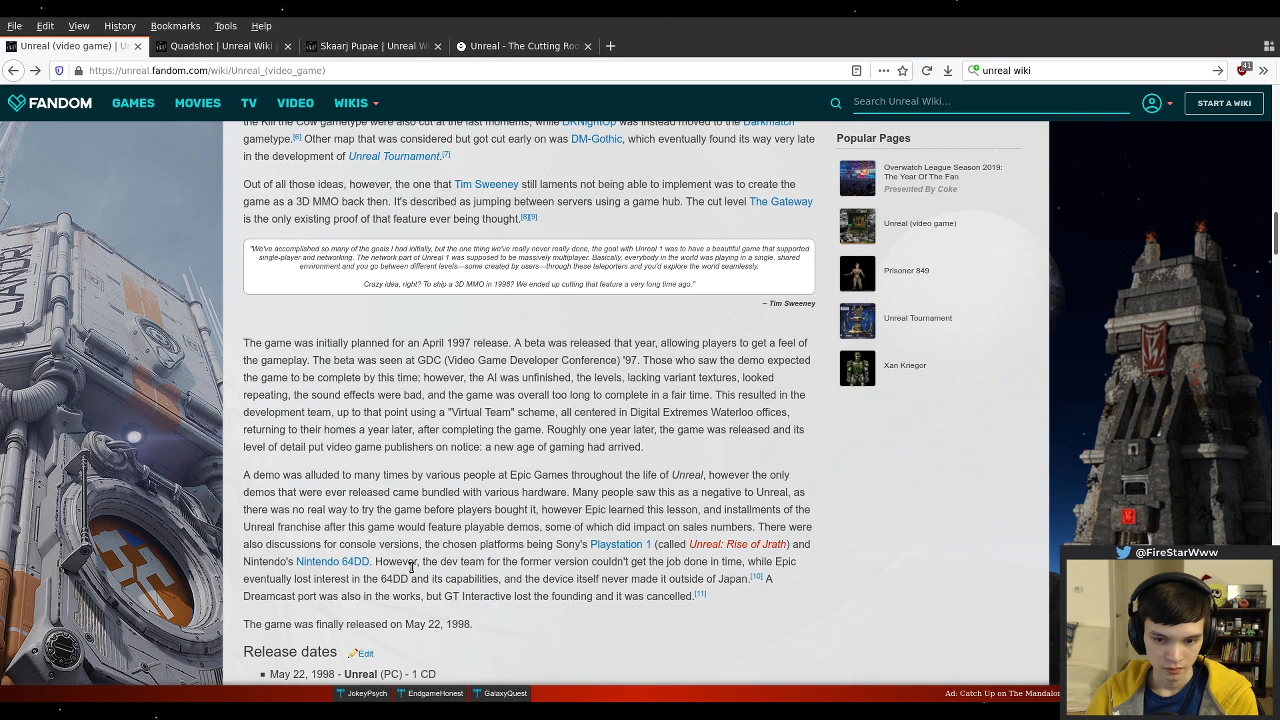 File Edit View History Bookmarks Tools Help
Unreal (video game) | U Quadshot | Unreal Wiki | Skaarj Pupae | Unreal W Unreal - The Cutting Roo
https://unreal.fandom.com/wiki/Unreal_(video_game) unreal wiki 41
FANDOM GAMES MOVIES TV VIDEO WIKIS Search Unreal Wiki... START A WIKI
the Kill the Cow gametype were also cut at the last moments, while DKNightOp was instead moved to the Darkmatch
gametype.[6] Other map that was considered but got cut early on was DM-Gothic, which eventually found its way very late
in the development of Unreal Tournament.[7]
Out of all those ideas, however, the one that Tim Sweeney still laments not being able to implement was to create the
game as a 3D MMO back then. It's described as jumping between servers using a game hub. The cut level The Gateway
is the only existing proof of that feature ever being thought.[8][9]
"We've accomplished so many of the goals I had initially, but the one thing we've really never really done, the goal with Unreal 1 was to have a beautiful game that supported
single-player and networking. The network part of Unreal 1 was supposed to be massively multiplayer. Basically, everybody in the world was playing in a single, shared
environment and you go between different levels—some created by users—through these teleporters and you'd explore the world seamlessly.
Crazy idea, right? To ship a 3D MMO in 1998? We ended up cutting that feature a very long time ago."
– Tim Sweeney
The game was initially planned for an April 1997 release. A beta was released that year, allowing players to get a feel of
the gameplay. The beta was seen at GDC (Video Game Developer Conference) '97. Those who saw the demo expected
the game to be complete by this time; however, the AI was unfinished, the levels, lacking variant textures, looked
repeating, the sound effects were bad, and the game was overall too long to complete in a fair time. This resulted in the
development team, up to that point using a "Virtual Team" scheme, all centered in Digital Extremes Waterloo offices,
returning to their homes a year later, after completing the game. Roughly one year later, the game was released and its
level of detail put video game publishers on notice: a new age of gaming had arrived.
A demo was alluded to many times by various people at Epic Games throughout the life of Unreal, however the only
demos that were ever released came bundled with various hardware. Many people saw this as a negative to Unreal, as
there was no real way to try the game before players bought it, however Epic learned this lesson, and installments of the
Unreal franchise after this game would feature playable demos, some of which did impact on sales numbers. There were
also discussions for console versions, the chosen platforms being Sony's Playstation 1 (called Unreal: Rise of Jrath) and
Nintendo's Nintendo 64DD. However, the dev team for the former version couldn't get the job done in time, while Epic
eventually lost interest in the 64DD and its capabilities, and the device itself never made it outside of Japan.[10] A
Dreamcast port was also in the works, but GT Interactive lost the founding and it was cancelled.[11]
The game was finally released on May 22, 1998.
Release dates Edit
May 22, 1998 - Unreal (PC) - 1 CD
Popular Pages
Overwatch League Season 2019:
The Year Of The Fan
Presented By Coke
Unreal (video game)
Prisoner 849
Unreal Tournament
Xan Kriegor
@FireStarWww
JokeyPsych EndgameHonest GalaxyQuest Ad: Catch Up on The Mandalo